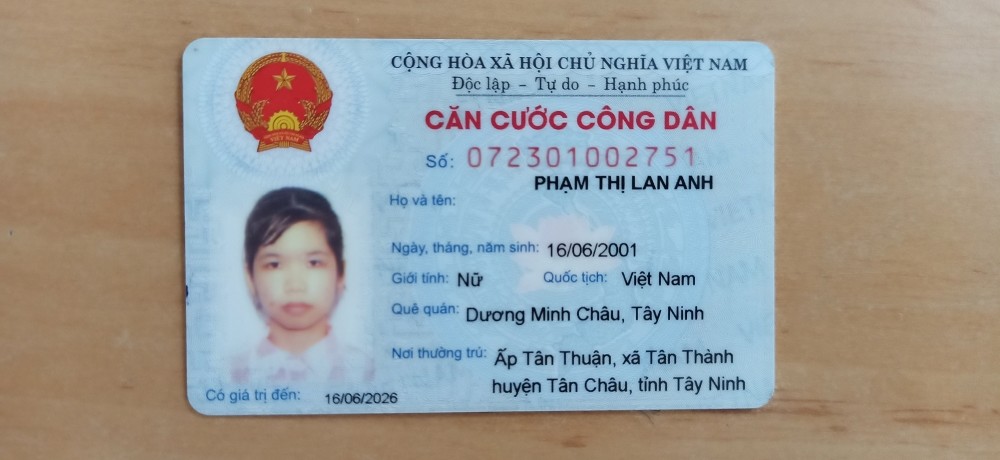 CỘNG HÒA XÃ HỘI CHỦ NGHĨA VIỆT NAM
Độc lập – Tự do – Hạnh phúc
CĂN CƯỚC CÔNG DÂN
Số: 072301002751
PHẠM THỊ LAN ANH
Họ và tên:
Ngày, tháng, năm sinh: 16/06/2001
Giới tính: Nữ Quốc tịch: Việt Nam
Quê quán: Dương Minh Châu, Tây Ninh
Nơi thường trú: Ấp Tân Thuận, xã Tân Thành
huyện Tân Châu, tỉnh Tây Ninh
Có giá trị đến: 16/06/2026